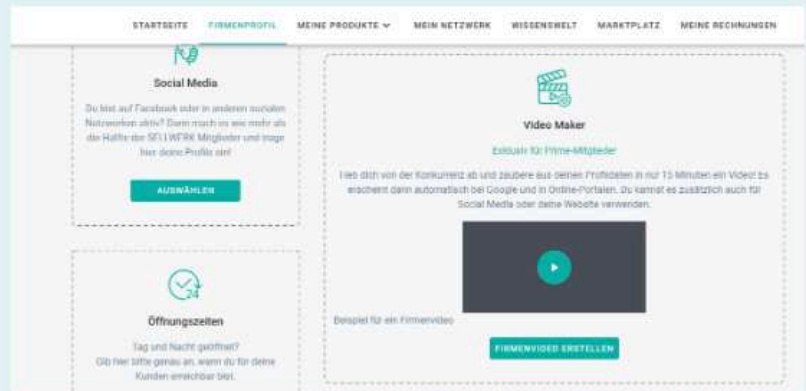 STARTSEITE FIRMENPROFIL MEINE PRODUKTE MEIN NETZWERK WISSENSWELT MARKTPLATZ MEINE RECHNUNGEN
Social Media
Du bist auf Facebook oder in anderen sozialen
Netzwerken aktiv? Dann mach es wie mehr als
die Hälfte der SELLWERK Mitglieder und trage
hier deine Profile ein!
AUSWÄHLEN
Öffnungszeiten
Tag und Nacht geöffnet?
Gib hier bitte genau an, wann du für deine
Kunden erreichbar bist.
Video Maker
Exklusiv für Prime-Mitglieder
Heb dich von der Konkurrenz ab und zaubere aus deinen Profildaten in nur 15 Minuten ein Video! Es
erscheint dann automatisch bei Google und in Online-Portalen. Du kannst es zusätzlich auch für
Social Media oder deine Website verwenden.
Beispiel für ein Firmenvideo
FIRMENVIDEO ERSTELLEN